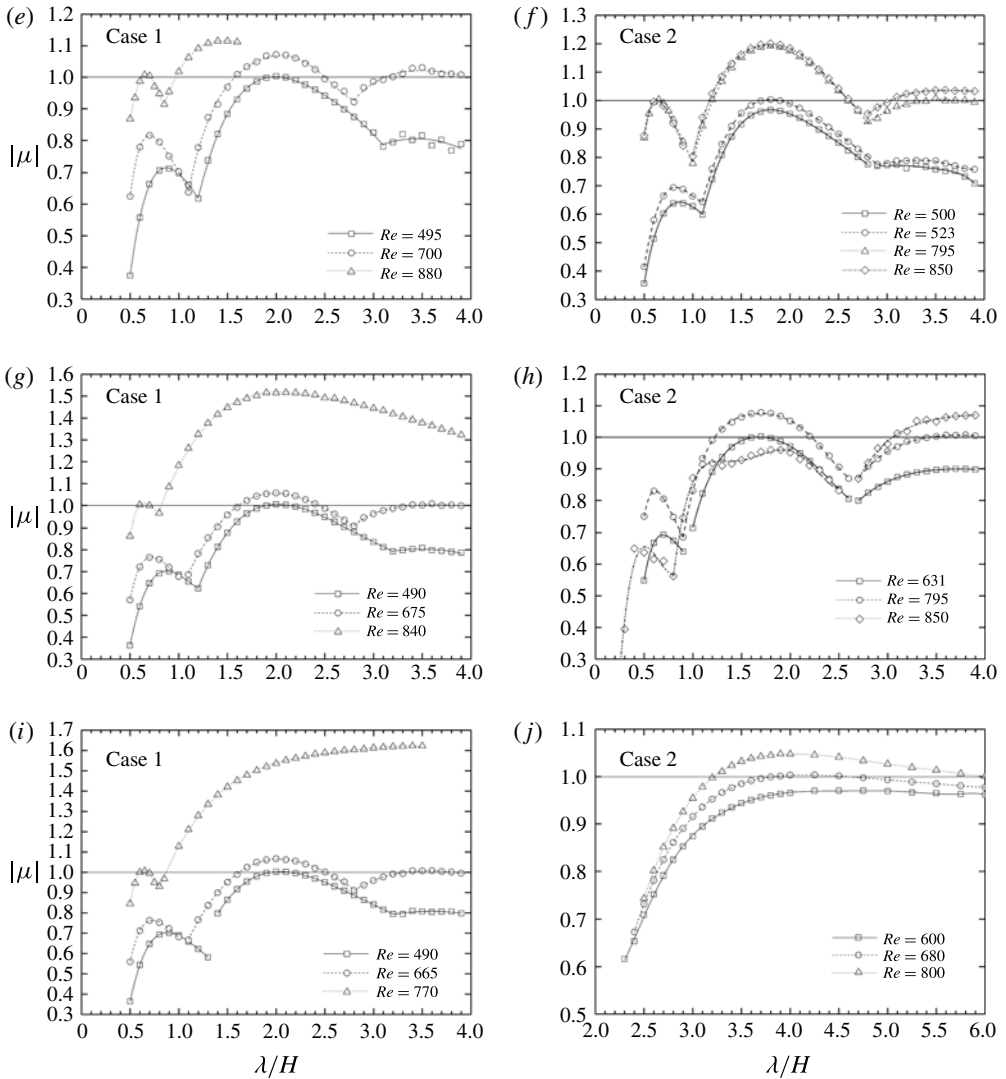 (e)
Case 1
1.2
1.1
1.0
0.9
0.8
|μ|
0.7
0.6
0.5
0.4
0.3
Re = 495
Re = 700
Re = 880
0 0.5 1.0 1.5 2.0 2.5 3.0 3.5 4.0
(f)
Case 2
1.3
1.2
1.1
1.0
0.9
0.8
0.7
0.6
0.5
0.4
0.3
Re = 500
Re = 523
Re = 795
Re = 850
0 0.5 1.0 1.5 2.0 2.5 3.0 3.5 4.0
(g)
Case 1
1.6
1.5
1.4
1.3
1.2
1.1
1.0
|μ|
0.9
0.8
0.7
0.6
0.5
0.4
0.3
Re = 490
Re = 675
Re = 840
0 0.5 1.0 1.5 2.0 2.5 3.0 3.5 4.0
(h)
Case 2
1.2
1.1
1.0
0.9
0.8
0.7
0.6
0.5
0.4
0.3
Re = 631
Re = 795
Re = 850
0 0.5 1.0 1.5 2.0 2.5 3.0 3.5 4.0
(i)
Case 1
1.7
1.6
1.5
1.4
1.3
1.2
1.1
1.0
|μ|
0.9
0.8
0.7
0.6
0.5
0.4
0.3
Re = 490
Re = 665
Re = 770
0 0.5 1.0 1.5 2.0 2.5 3.0 3.5 4.0
λ/H
(j)
Case 2
1.1
1.0
0.9
0.8
0.7
0.6
0.5
Re = 600
Re = 680
Re = 800
2.0 2.5 3.0 3.5 4.0 4.5 5.0 5.5 6.0
λ/H